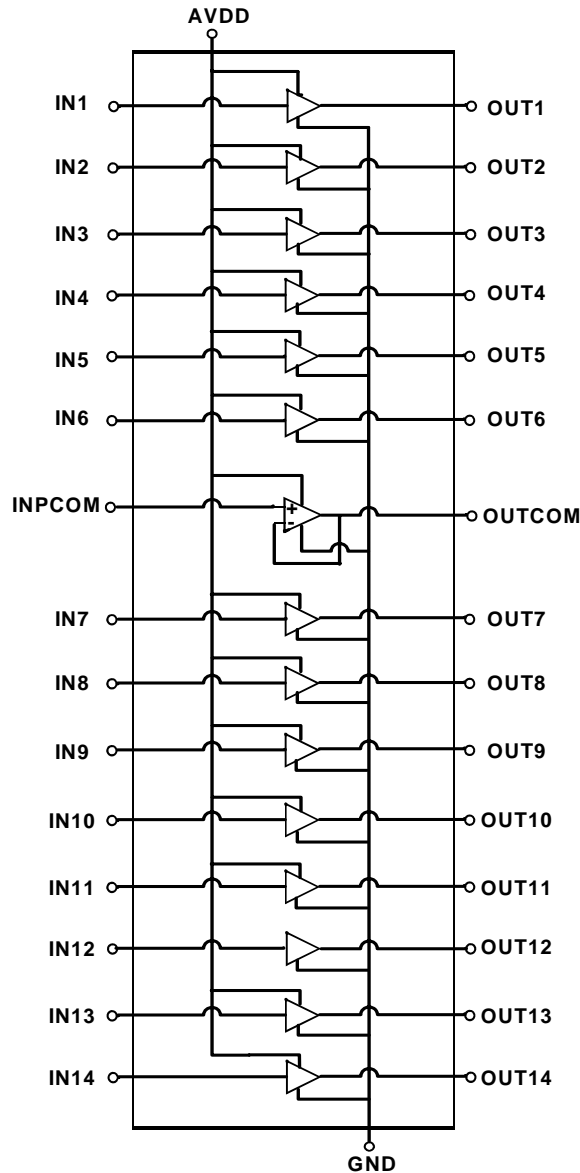 AVDD
IN1 OUT1
IN2 OUT2
IN3 OUT3
IN4 OUT4
IN5 OUT5
IN6 OUT6
INPCOM + - OUTCOM
IN7 OUT7
IN8 OUT8
IN9 OUT9
IN10 OUT10
IN11 OUT11
IN12 OUT12
IN13 OUT13
IN14 OUT14
GND